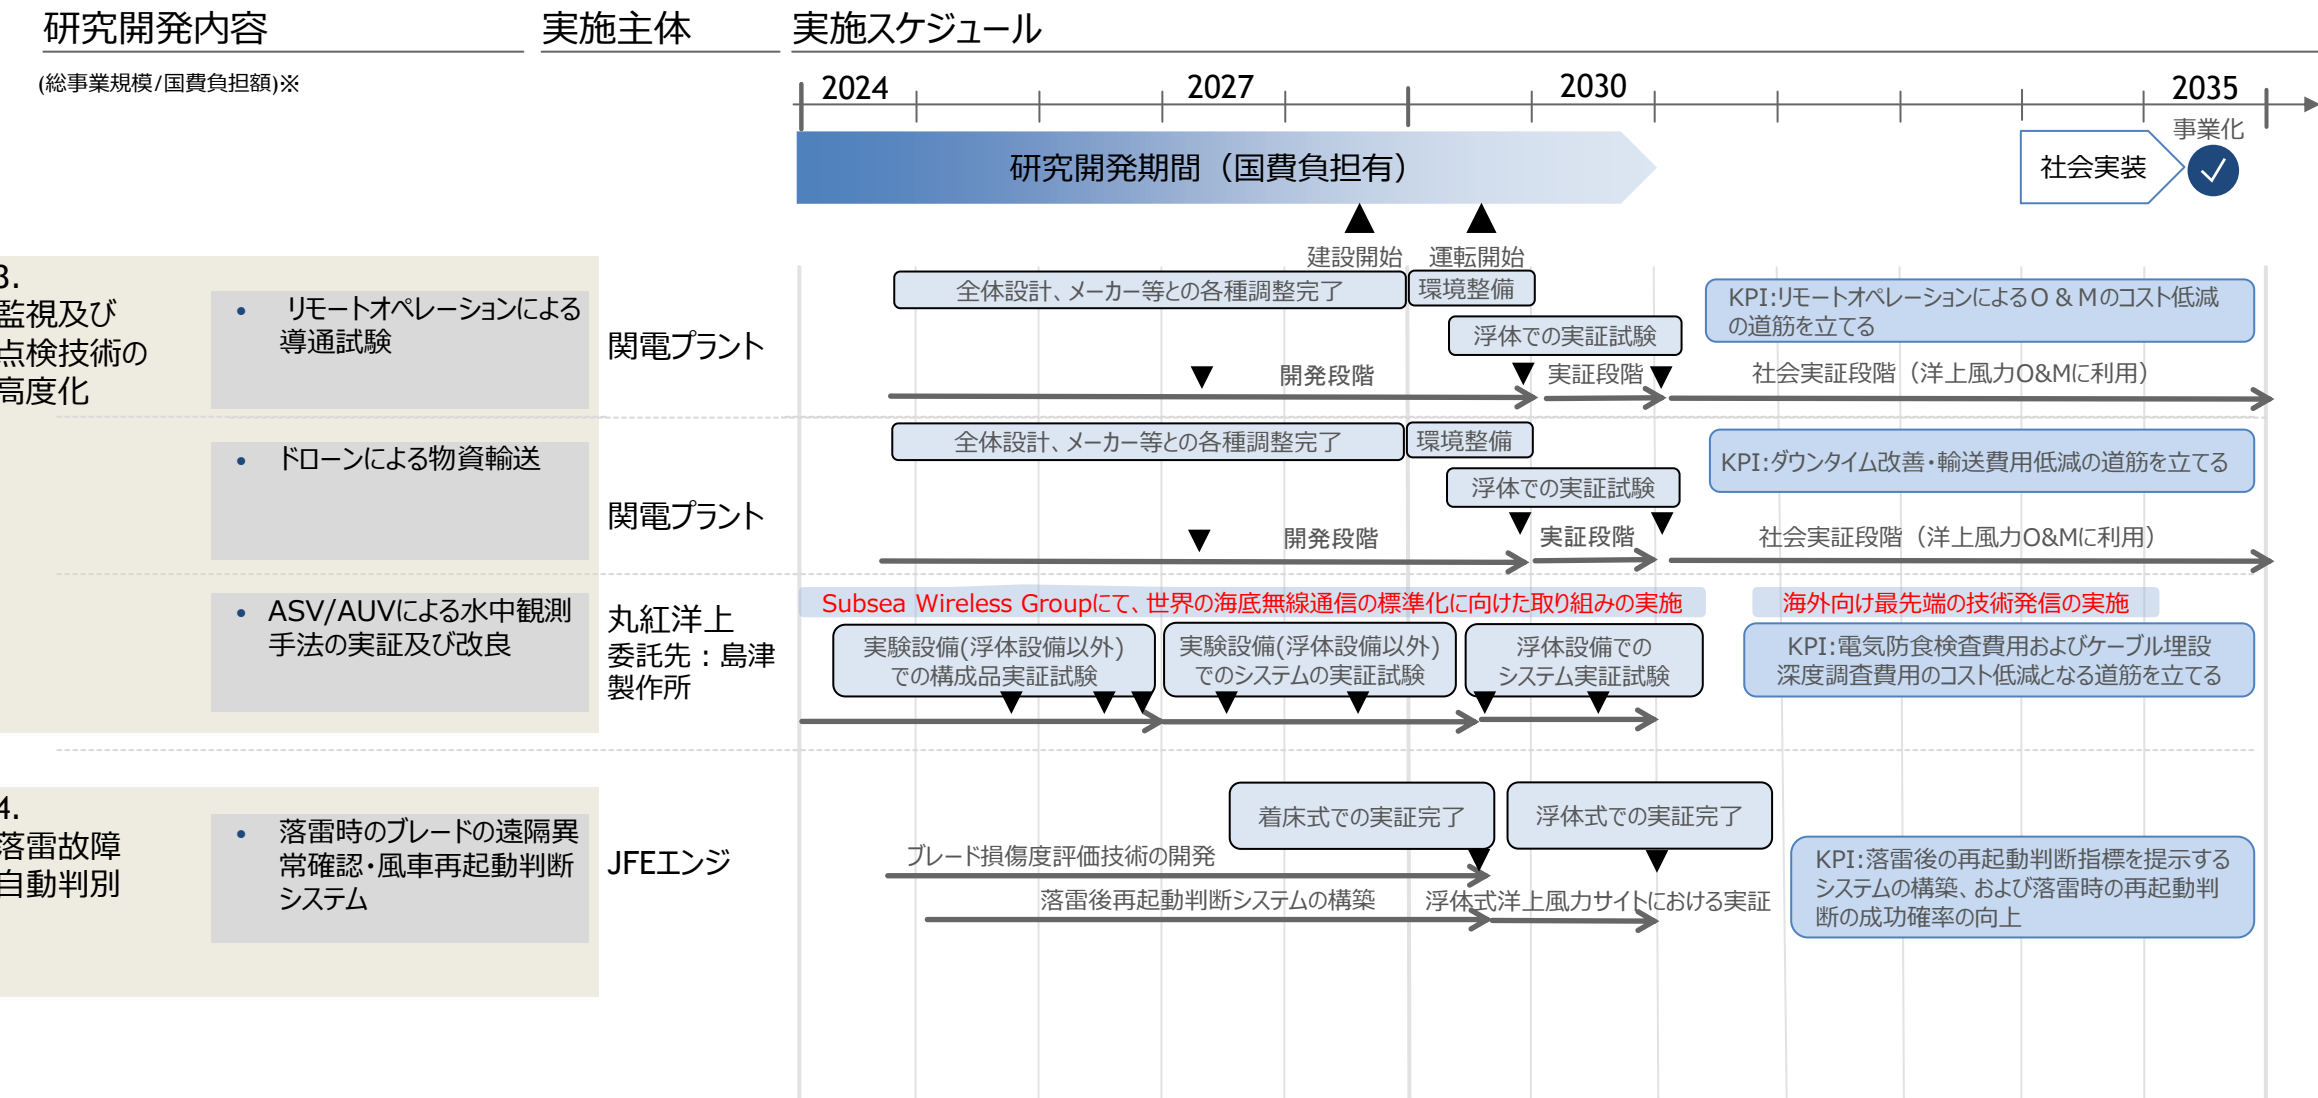 研究開発内容
実施主体
実施スケジュール
(総事業規模/国費負担額)※
2024
2027
2030
2035
事業化
研究開発期間（国費負担有）
社会実装
建設開始
運転開始
3.
監視及び
点検技術の
高度化
• リモートオペレーションによる
導通試験
関電プラント
全体設計、メーカー等との各種調整完了
環境整備
浮体での実証試験
開発段階
実証段階
社会実証段階（洋上風力O&Mに利用）
KPI:リモートオペレーションによるO & Mのコスト低減
の道筋を立てる
• ドローンによる物資輸送
関電プラント
全体設計、メーカー等との各種調整完了
環境整備
浮体での実証試験
開発段階
実証段階
社会実証段階（洋上風力O&Mに利用）
KPI:ダウンタイム改善・輸送費用低減の道筋を立てる
• ASV/AUVによる水中観測
手法の実証及び改良
丸紅洋上
委託先：島津
製作所
Subsea Wireless Groupにて、世界の海底無線通信の標準化に向けた取り組みの実施
海外向け最先端の技術発信の実施
実験設備(浮体設備以外)
での構成品実証試験
実験設備(浮体設備以外)
でのシステムの実証試験
浮体設備での
システム実証試験
KPI:電気防食検査費用およびケーブル埋設
深度調査費用のコスト低減となる道筋を立てる
4.
落雷故障
自動判別
• 落雷時のブレードの遠隔異
常確認・風車再起動判断
システム
JFEエンジ
着床式での実証完了
浮体式での実証完了
ブレード損傷度評価技術の開発
落雷後再起動判断システムの構築
浮体式洋上風力サイトにおける実証
KPI:落雷後の再起動判断指標を提示する
システムの構築、および落雷時の再起動判
断の成功確率の向上